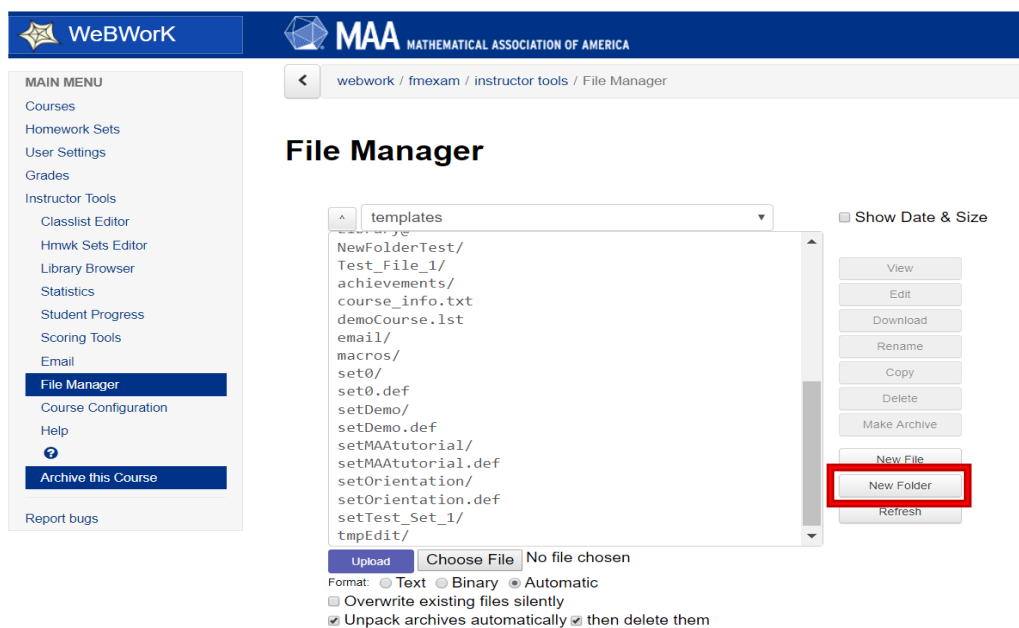 WeBWorK
MAA MATHEMATICAL ASSOCIATION OF AMERICA
MAIN MENU
Courses
Homework Sets
User Settings
Grades
Instructor Tools
Classlist Editor
Hmwk Sets Editor
Library Browser
Statistics
Student Progress
Scoring Tools
Email
File Manager
Course Configuration
Help
?
Archive this Course
Report bugs
<
webwork / fmexam / instructor tools / File Manager
File Manager
^
templates
Show Date & Size
NewFolderTest/
Test_File_1/
achievements/
course_info.txt
demoCourse.lst
email/
macros/
set0/
set0.def
setDemo/
setDemo.def
setMAAtutorial/
setMAAtutorial.def
setOrientation/
setOrientation.def
setTest_Set_1/
tmpEdit/
View
Edit
Download
Rename
Copy
Delete
Make Archive
New File
New Folder
Refresh
Upload Choose File No file chosen
Format: Text Binary Automatic
Overwrite existing files silently
Unpack archives automatically then delete them